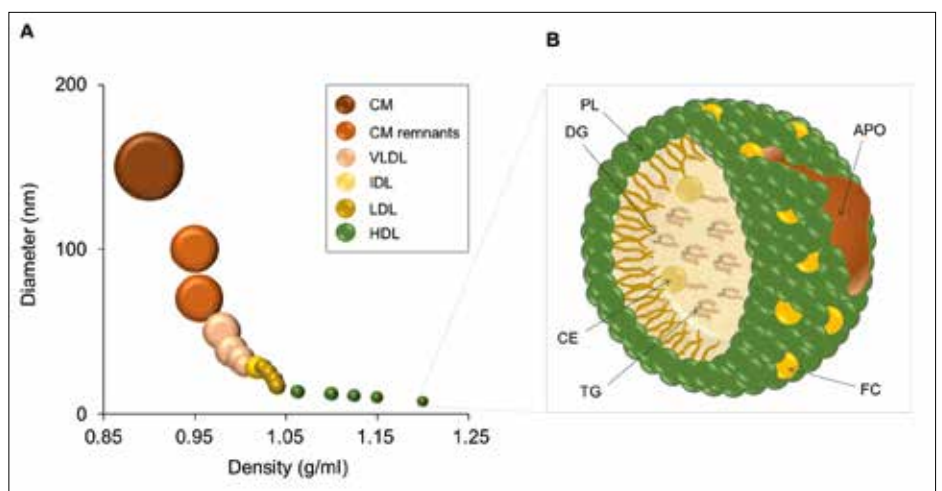 A
200
100
0
Diameter (nm)
0.85
0.95
1.05
1.15
1.25
Density (g/ml)
CM
CM remnants
VLDL
IDL
LDL
HDL
B
PL
DG
APO
CE
TG
FC